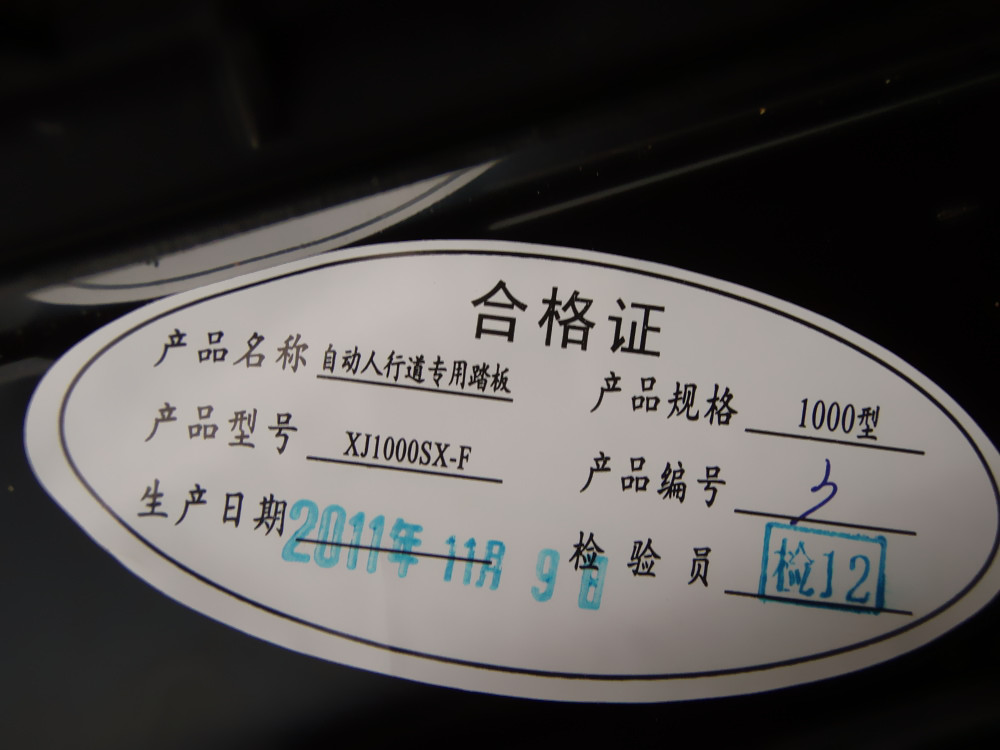 合格证
产品名称 自动人行道专用踏板
产品规格 1000型
产品型号 XJ1000SX-F
产品编号
生产日期 2011年 11月 9日
检验员 检12